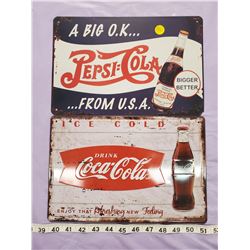 A BIG O.K...
PEPSI-COLA
BIGGER
BETTER
...FROM U.S.A.
ICE COLD
DRINK
Coca-Cola
ENJOY THAT Refreshing NEW Feeling
39 40 41 42 43 44 45 46 47 48 49 50 51 52